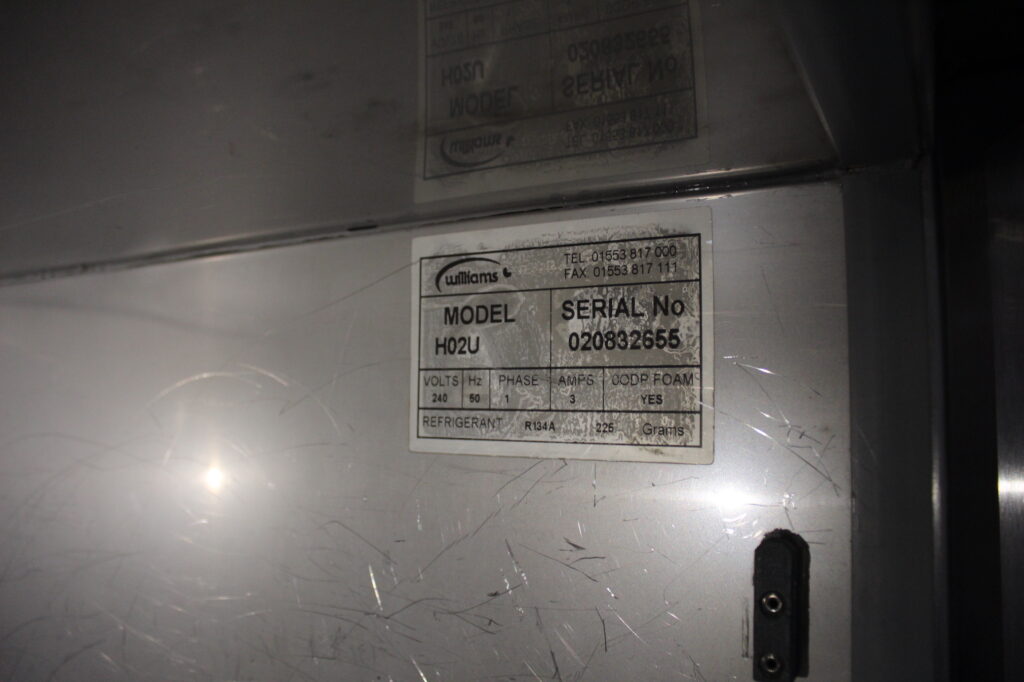 williams
TEL. 01553 817 000
FAX. 01553 817 111
MODEL
H02U
SERIAL No
020832655
VOLTS Hz PHASE AMPS ODP FOAM
240 50 1 3 YES
REFRIGERANT R134A 225 Grams